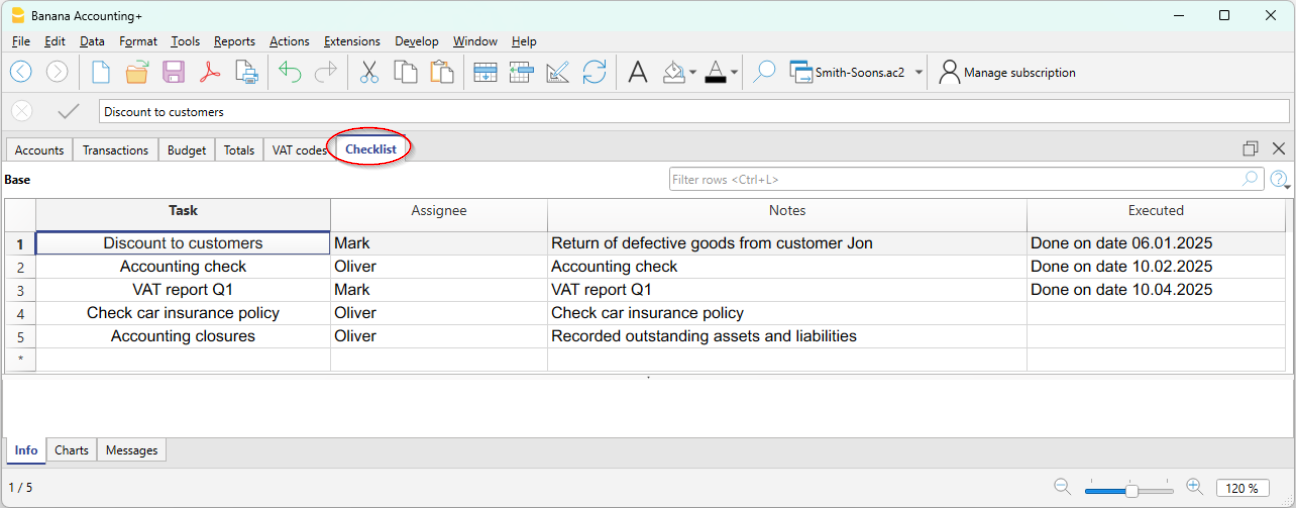 Banana Accounting+
File Edit Data Format Tools Reports Actions Extensions Develop Window Help
Smith-Soons.ac2 Manage subscription
Discount to customers
Accounts Transactions Budget Totals VAT codes Checklist
Base Filter rows <Ctrl+L>
Task Assignee Notes Executed
1 Discount to customers Mark Return of defective goods from customer Jon Done on date 06.01.2025
2 Accounting check Oliver Accounting check Done on date 10.02.2025
3 VAT report Q1 Mark VAT report Q1 Done on date 10.04.2025
4 Check car insurance policy Oliver Check car insurance policy
5 Accounting closures Oliver Recorded outstanding assets and liabilities
*
Info Charts Messages
1 / 5 120 %